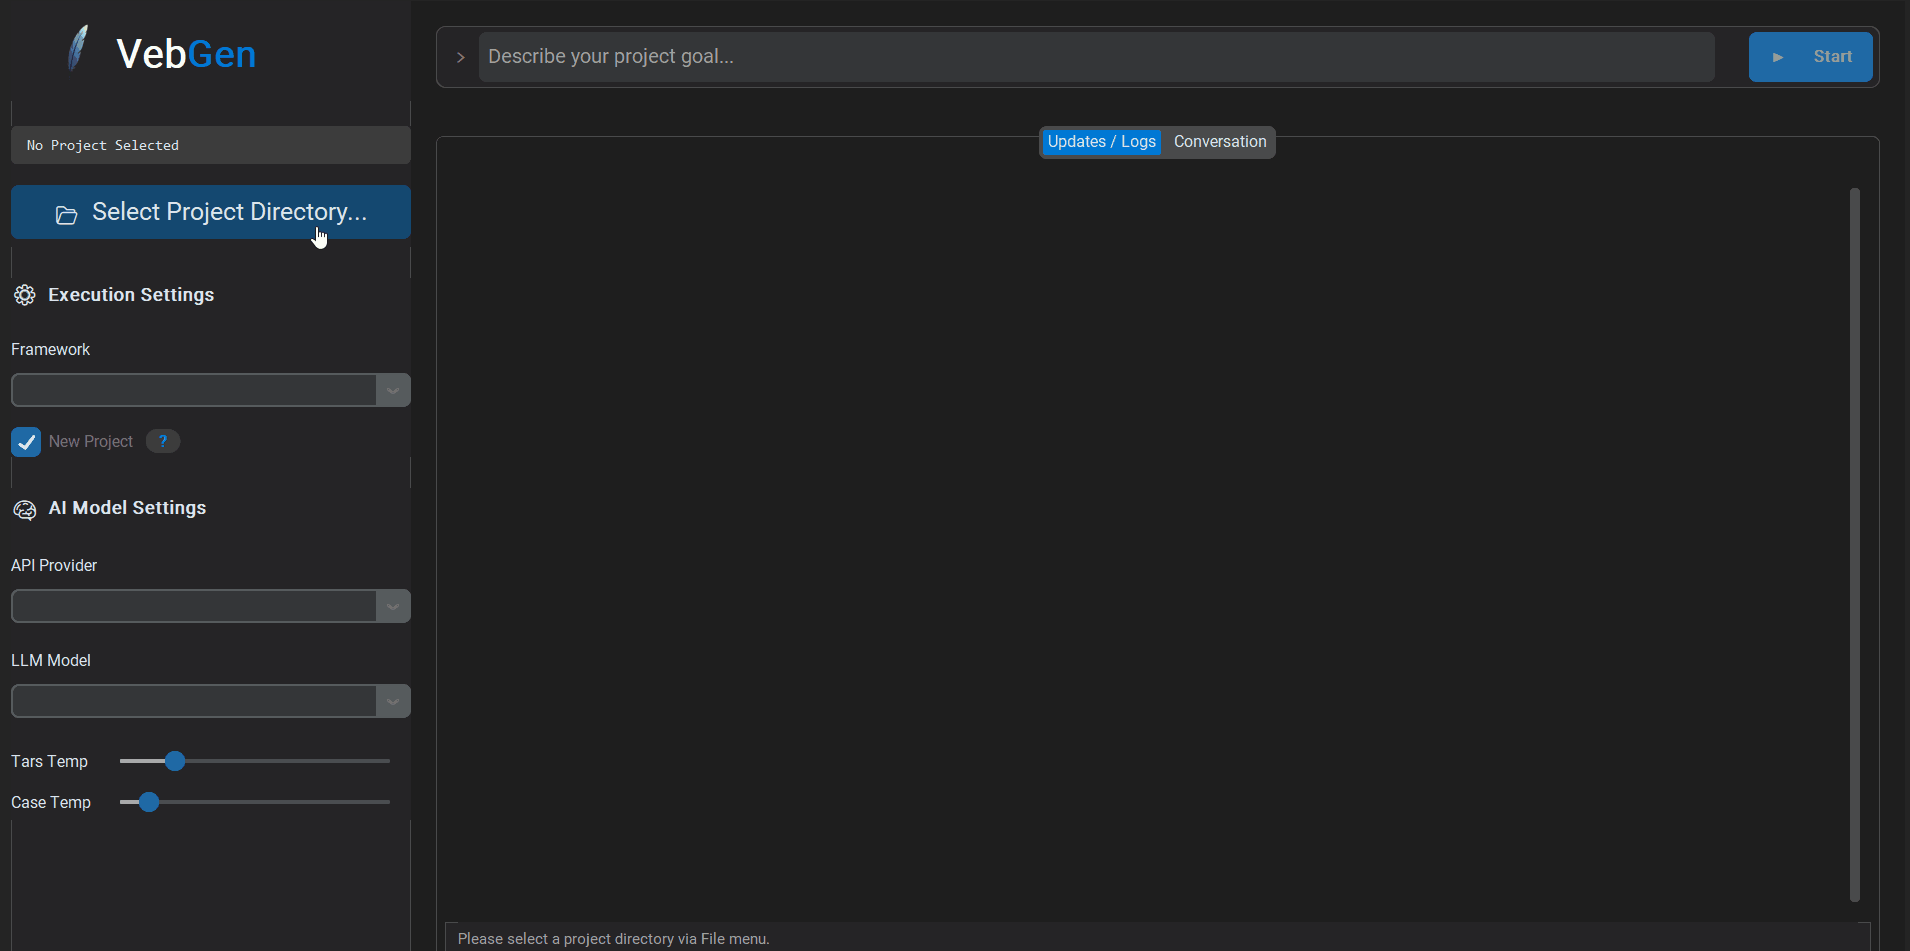 VebGen
No Project Selected
Select Project Directory...
Execution Settings
Framework
New Project ?
AI Model Settings
API Provider
LLM Model
Tars Temp
Case Temp
> Describe your project goal...
Start
Updates / Logs Conversation
Please select a project directory via File menu.